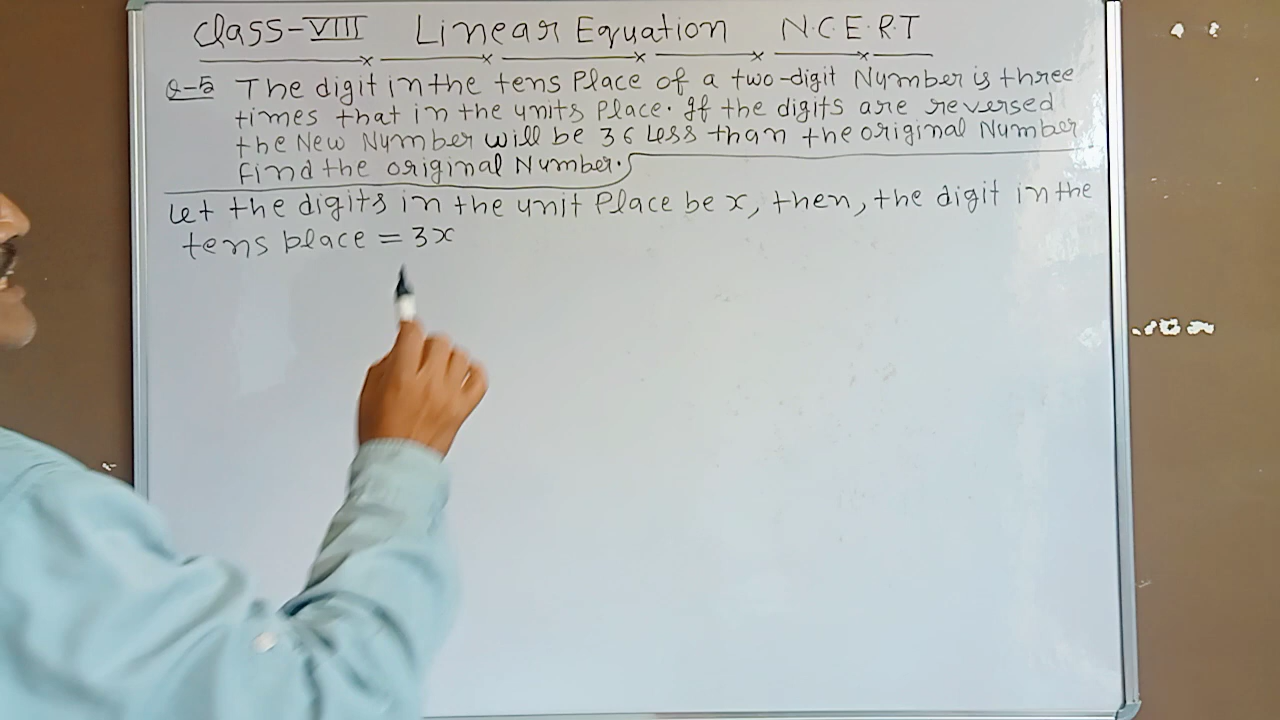 Class-VIII Linear Equation N.C.E.R.T
Q-5 The digit in the tens Place of a two-digit Number is three
times that in the units Place. If the digits are reversed
the New Number will be 36 Less than the original Number.
Find the original Number.
Let the digits in the unit Place be x, then, the digit in the
tens place = 3x